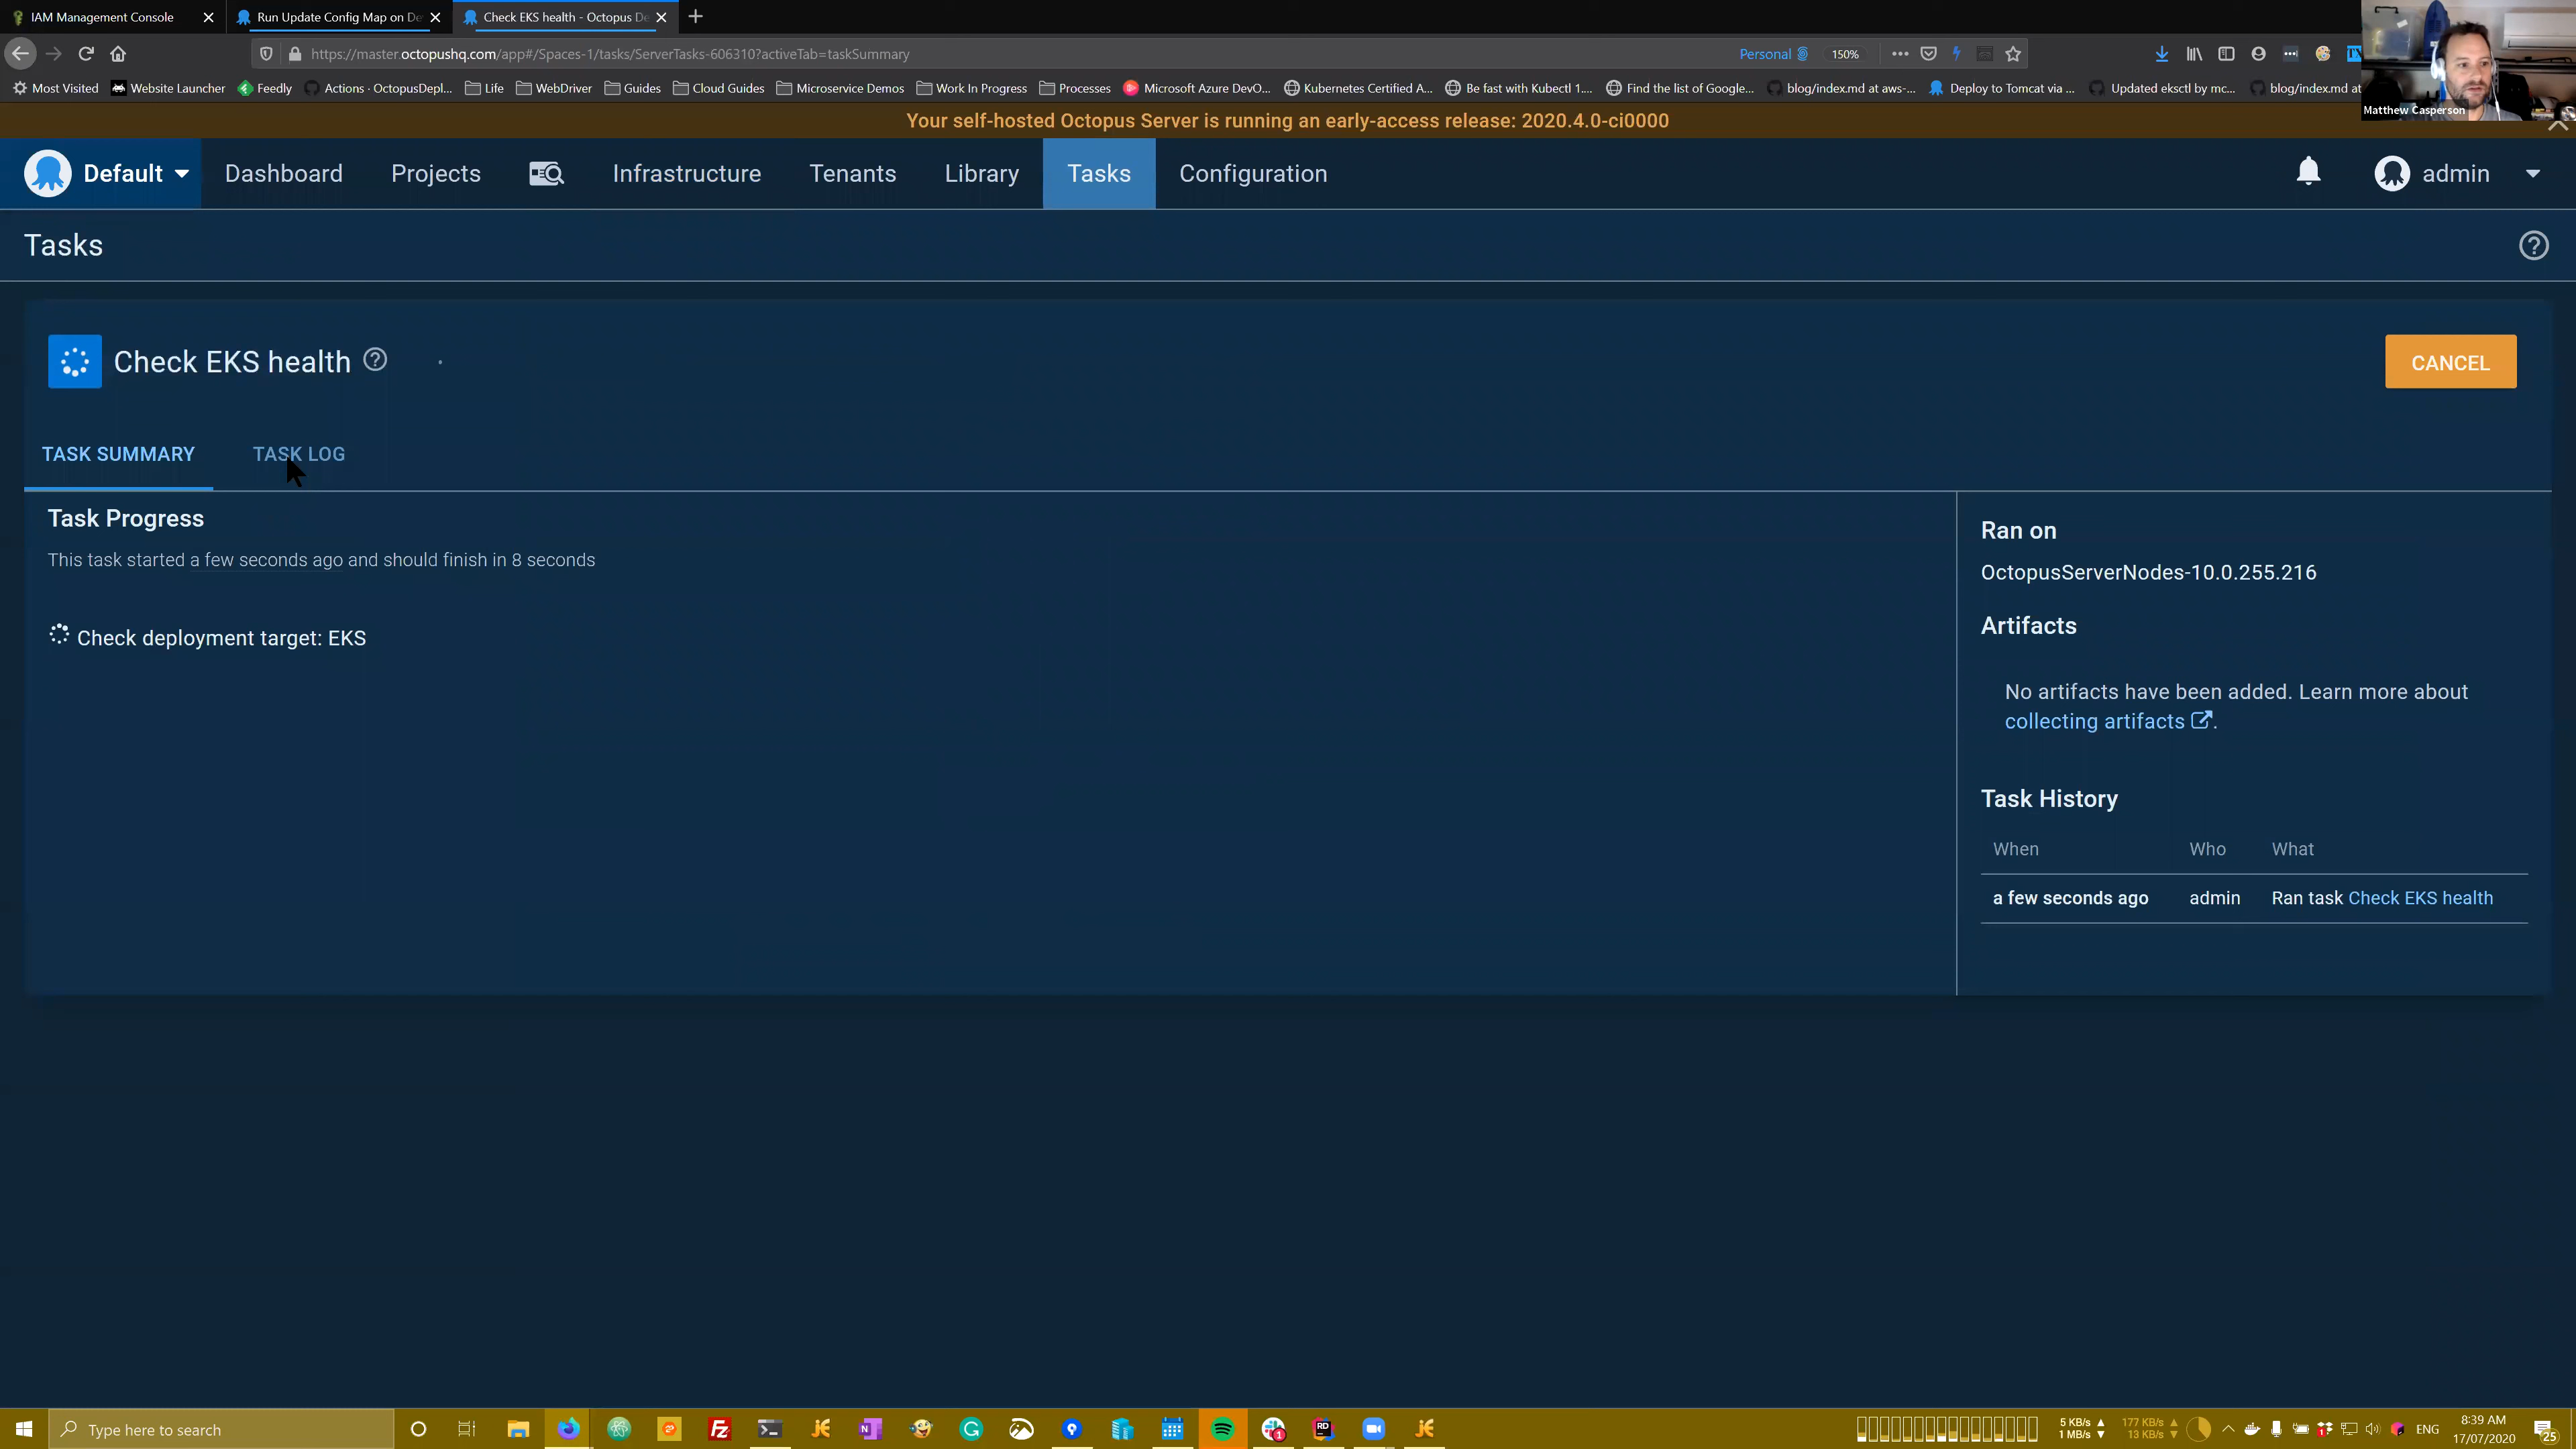 IAM Management Console
Run Update Config Map on De
Check EKS health - Octopus De
https://master.octopushq.com/app#/Spaces-1/tasks/ServerTasks-606310?activeTab=taskSummary
Personal
150%
Most Visited
Website Launcher
Feedly
Actions · OctopusDepl...
Life
WebDriver
Guides
Cloud Guides
Microservice Demos
Work In Progress
Processes
Microsoft Azure DevO...
Kubernetes Certified A...
Be fast with Kubectl 1....
Find the list of Google...
blog/index.md at aws-...
Deploy to Tomcat via ...
Updated eksctl by mc...
blog/index.md at
Matthew Casperson
Your self-hosted Octopus Server is running an early-access release: 2020.4.0-ci0000
Default
Dashboard
Projects
Infrastructure
Tenants
Library
Tasks
Configuration
admin
Tasks
Check EKS health
CANCEL
TASK SUMMARY
TASK LOG
Task Progress
This task started a few seconds ago and should finish in 8 seconds
Check deployment target: EKS
Ran on
OctopusServerNodes-10.0.255.216
Artifacts
No artifacts have been added. Learn more about
collecting artifacts.
Task History
When Who What
a few seconds ago admin Ran task Check EKS health
Type here to search
5 KB/s
1 MB/s
177 KB/s
13 KB/s
ENG
8:39 AM
17/07/2020
25